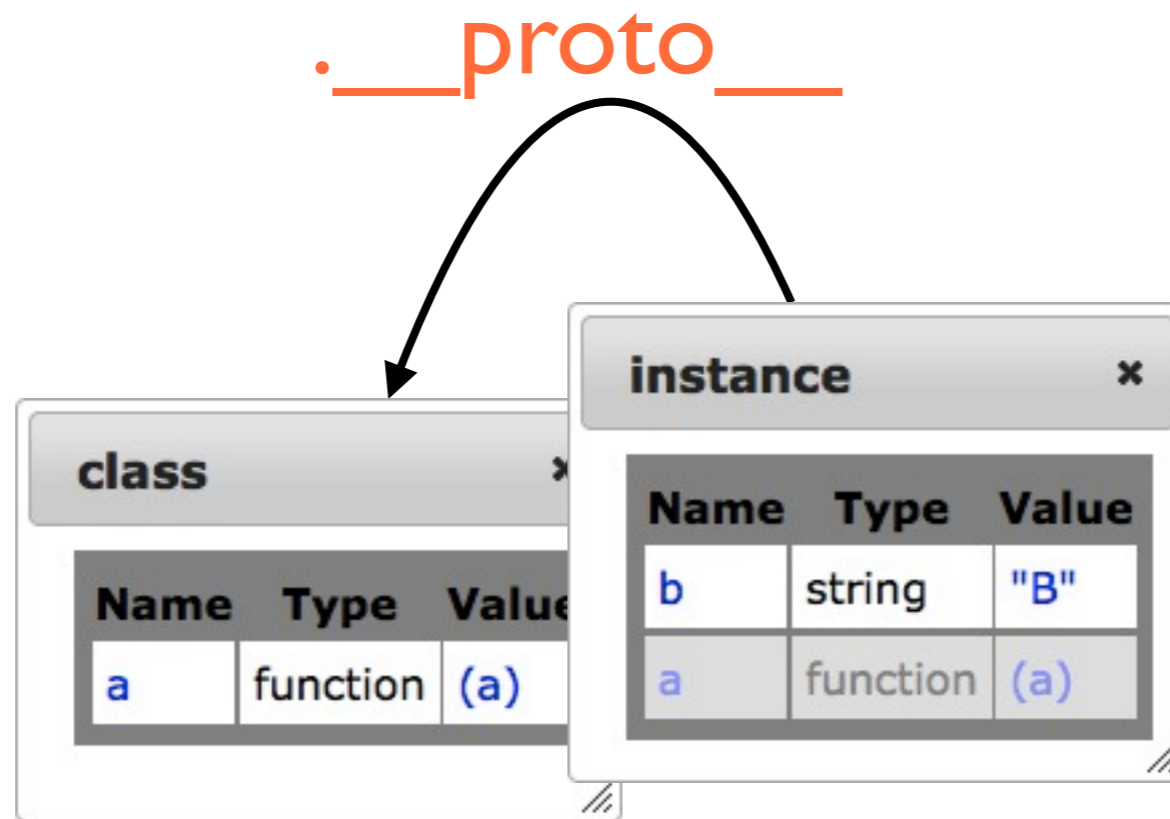 .__proto__
class
Name Type Value
a function (a)
instance ✖
Name Type Value
b string "B"
a function (a)